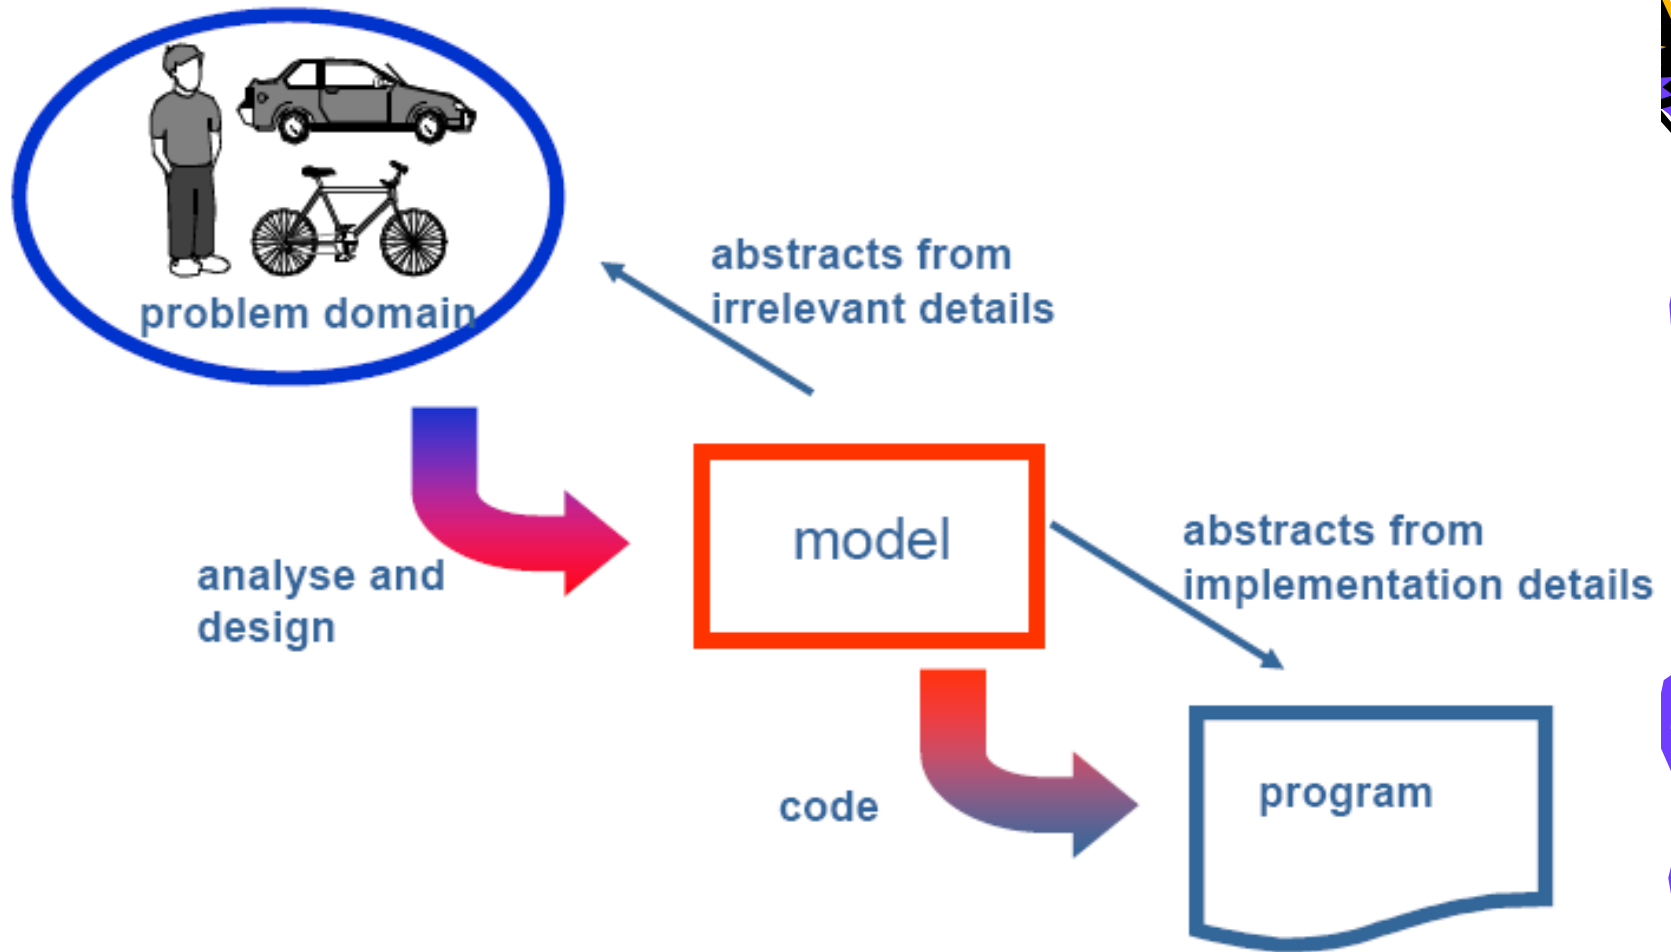 problem domain
abstracts from
irrelevant details
analyse and
design
model
abstracts from
implementation details
code
program